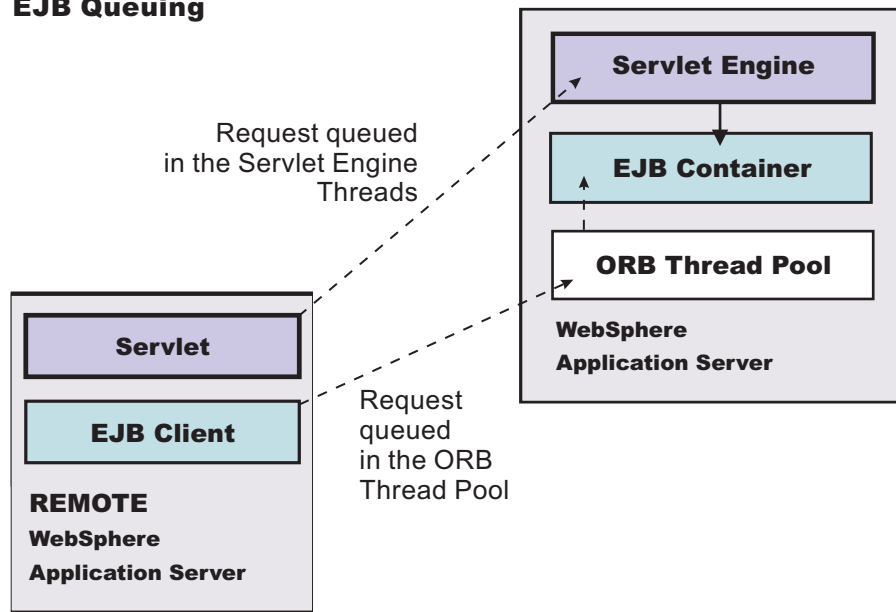 EJB Queuing
Servlet Engine
Request queued
in the Servlet Engine
Threads
EJB Container
ORB Thread Pool
WebSphere
Application Server
Servlet
EJB Client
Request
queued
in the ORB
Thread Pool
REMOTE
WebSphere
Application Server